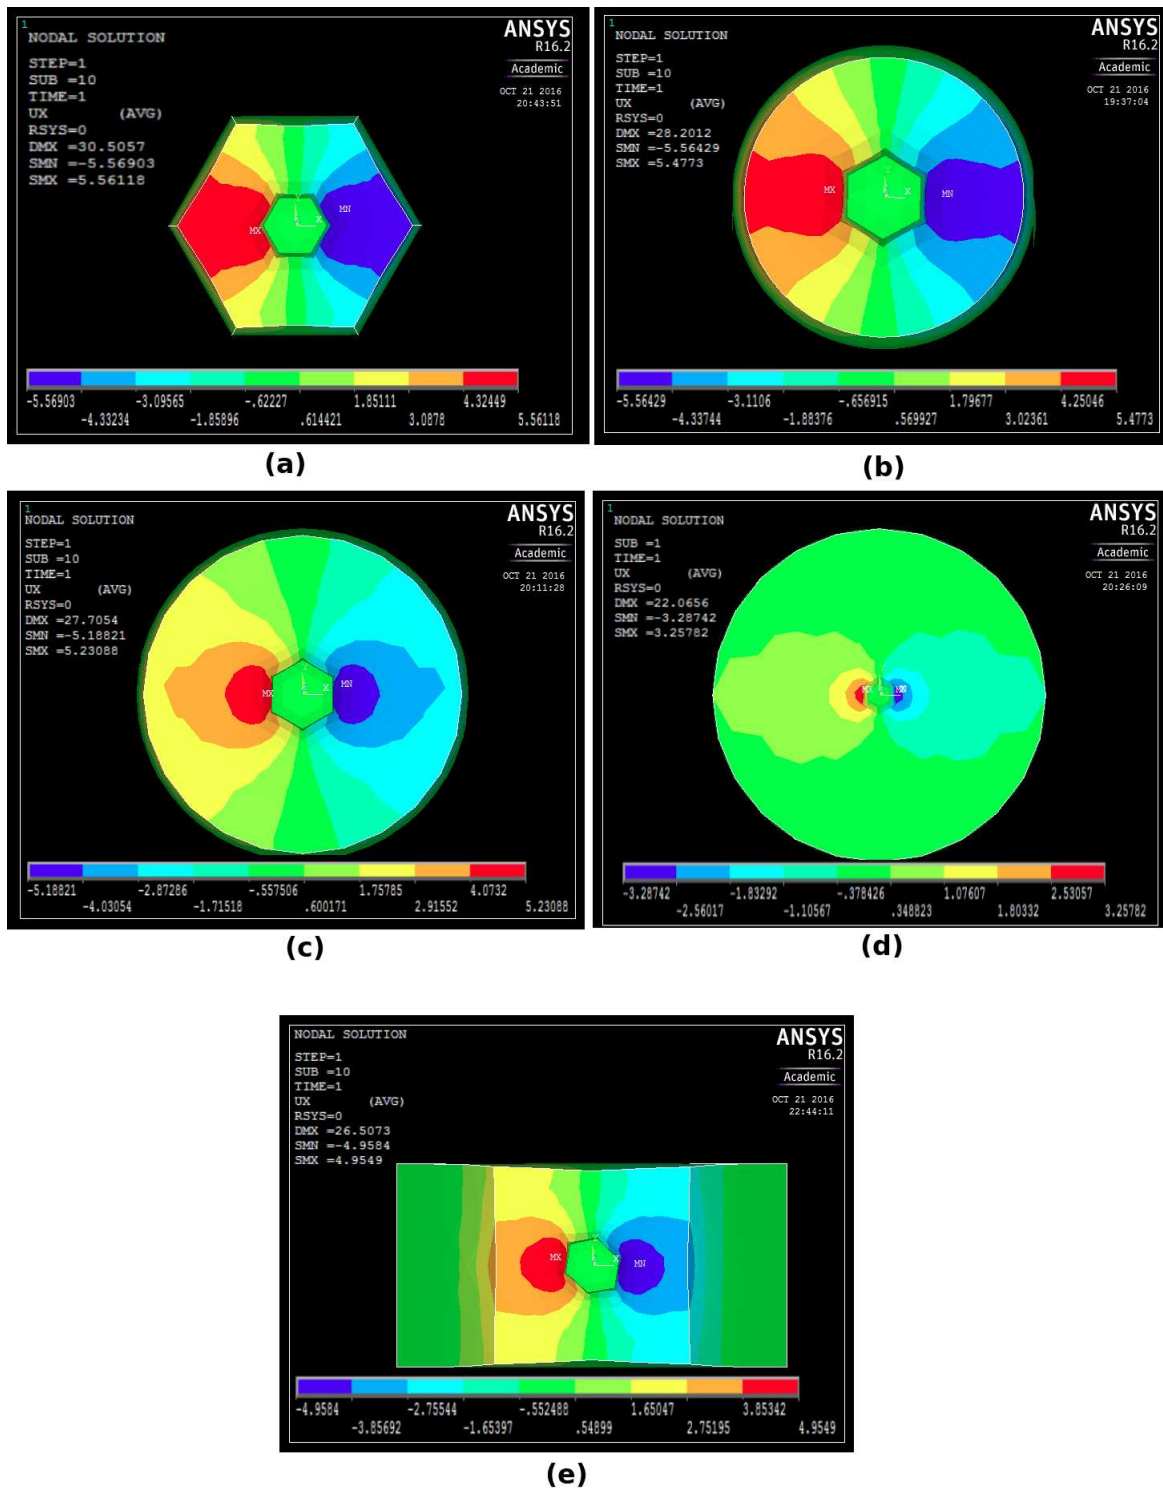 1
NODAL SOLUTION
STEP=1
SUB =10
TIME=1
UX (AVG)
RSYS=0
DMX =30.5057
SMN =-5.56903
SMX =5.56118
ANSYS
R16.2
Academic
OCT 21 2016
20:43:51
Y
X
MX
MN
-5.56903 -3.09565 -.62227 1.85111 4.32449
-4.33234 -1.85896 .614421 3.0878 5.56118
(a)
1
NODAL SOLUTION
STEP=1
SUB =10
TIME=1
UX (AVG)
RSYS=0
DMX =28.2012
SMN =-5.56429
SMX =5.4773
ANSYS
R16.2
Academic
OCT 21 2016
19:37:04
Y
X
MX
MN
-5.56429 -3.1106 -.656915 1.79677 4.25046
-4.33744 -1.88376 .569927 3.02361 5.4773
(b)
1
NODAL SOLUTION
STEP=1
SUB =10
TIME=1
UX (AVG)
RSYS=0
DMX =27.7054
SMN =-5.18821
SMX =5.23088
ANSYS
R16.2
Academic
OCT 21 2016
20:11:28
Y
X
MX
MN
-5.18821 -2.87286 -.557506 1.75785 4.0732
-4.03054 -1.71518 .600171 2.91552 5.23088
(c)
1
NODAL SOLUTION
SUB =1
TIME=1
UX (AVG)
RSYS=0
DMX =22.0656
SMN =-3.28742
SMX =3.25782
ANSYS
R16.2
Academic
OCT 21 2016
20:26:09
MX
-3.28742 -1.83292 -.378426 1.07607 2.53057
-2.56017 -1.10567 .348823 1.80332 3.25782
(d)
NODAL SOLUTION
STEP=1
SUB =10
TIME=1
UX (AVG)
RSYS=0
DMX =26.5073
SMN =-4.9584
SMX =4.9549
ANSYS
R16.2
Academic
OCT 21 2016
22:44:11
Y
X
MX
MN
-4.9584 -2.75544 -.552488 1.65047 3.85342
-3.85692 -1.65397 .54899 2.75195 4.9549
(e)